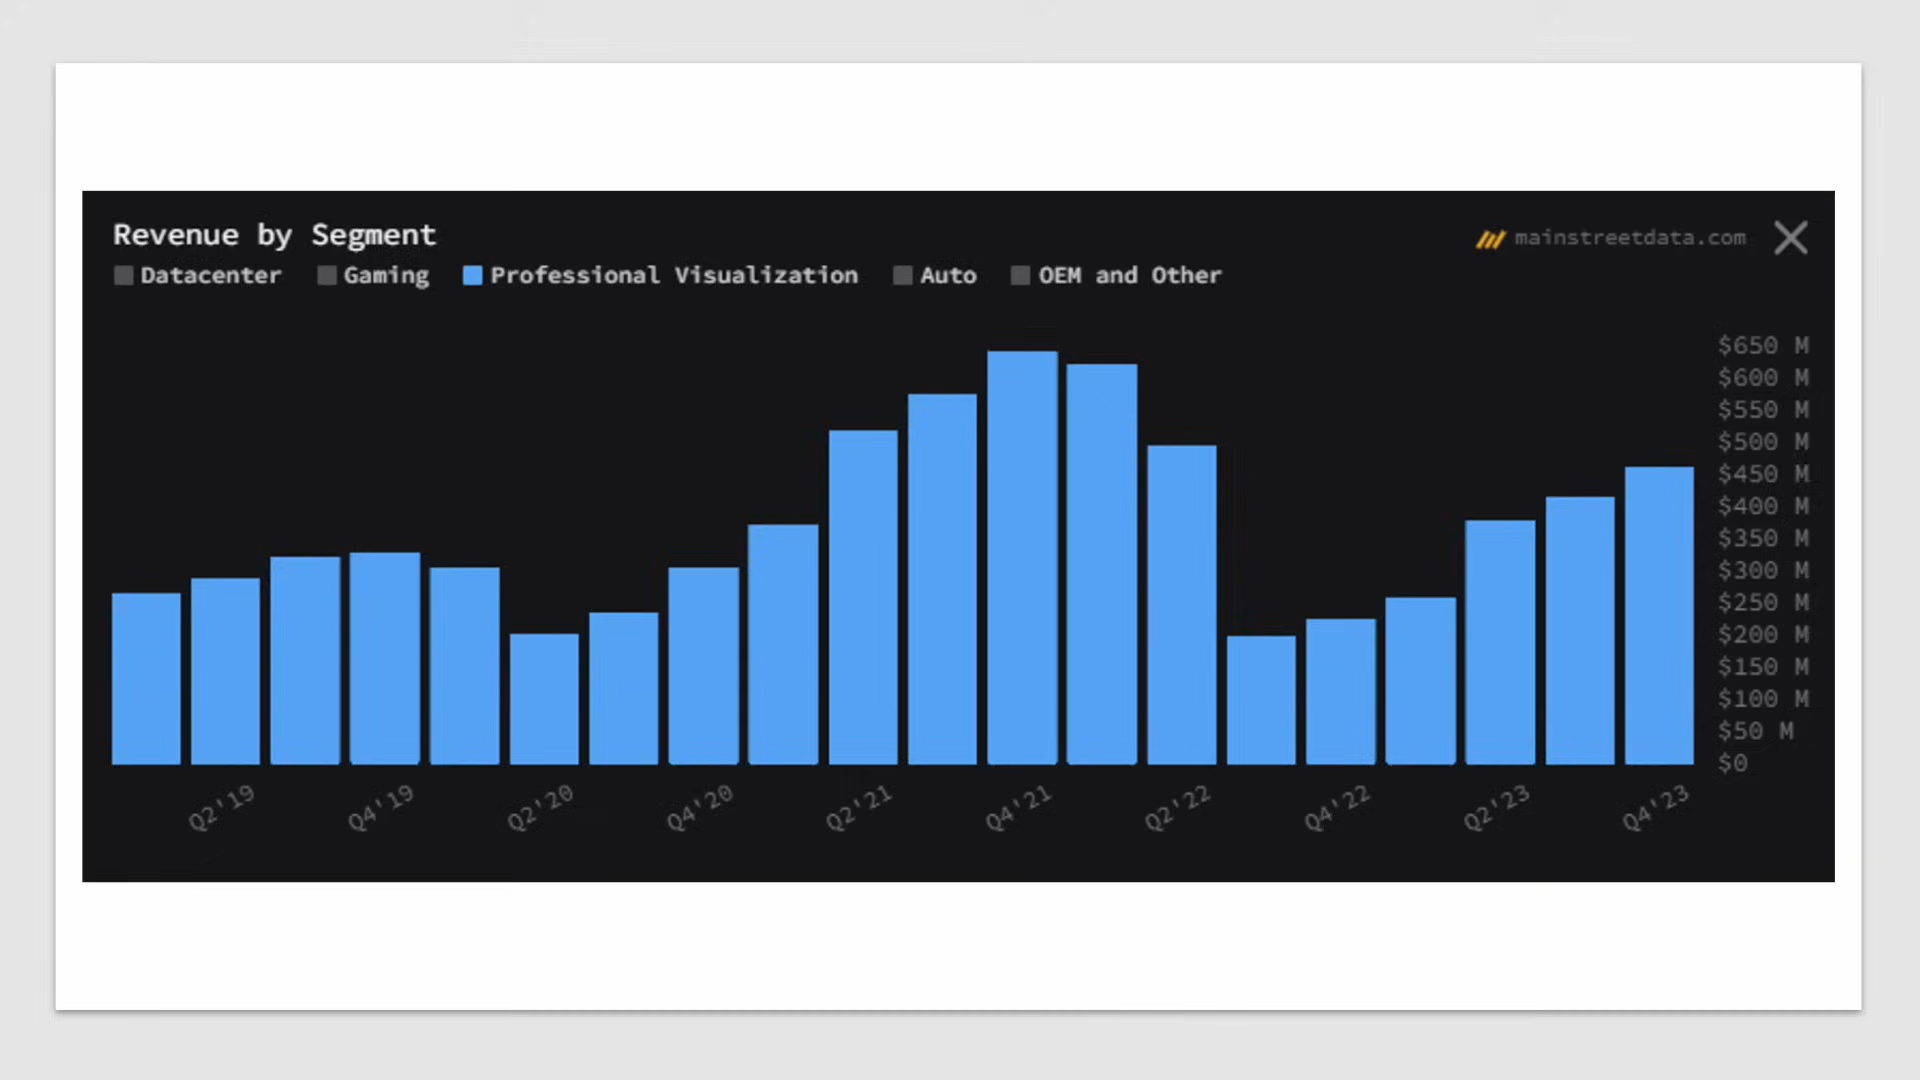 Revenue by Segment
mainstreetdata.com
Datacenter Gaming Professional Visualization Auto OEM and Other
$650 M
$600 M
$550 M
$500 M
$450 M
$400 M
$350 M
$300 M
$250 M
$200 M
$150 M
$100 M
$50 M
$0
Q2'19 Q4'19 Q2'20 Q4'20 Q2'21 Q4'21 Q2'22 Q4'22 Q2'23 Q4'23